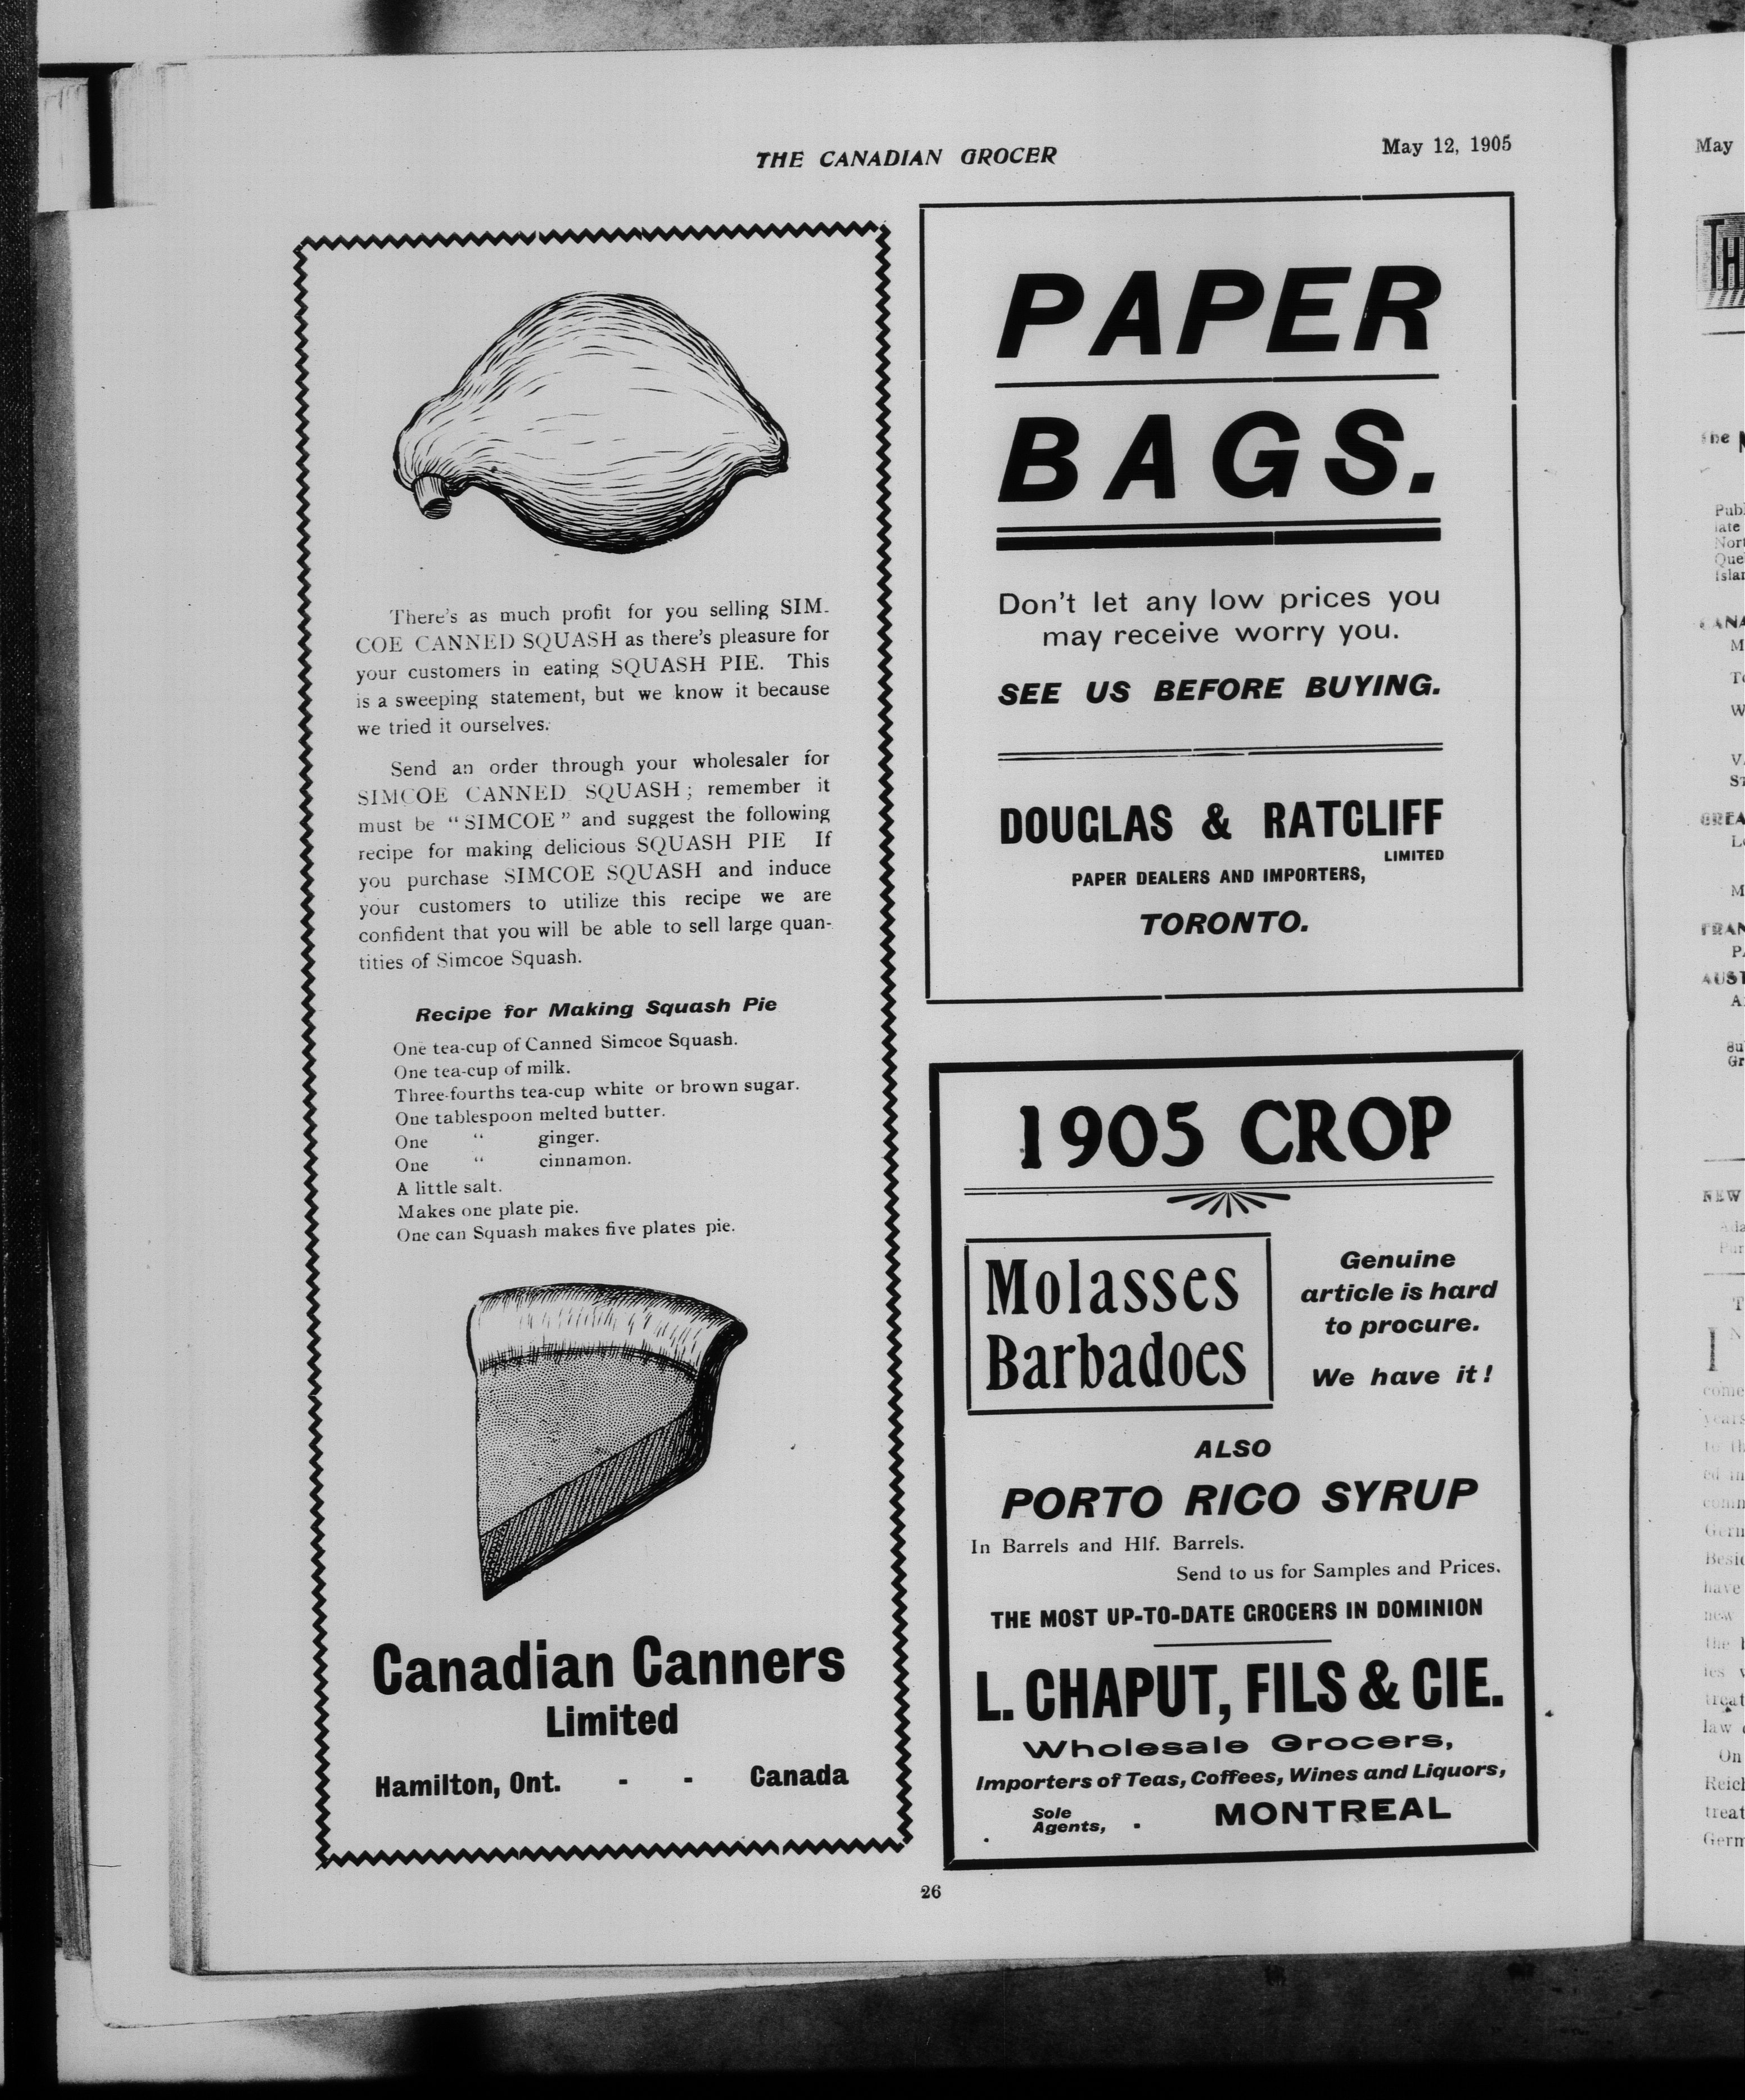 THE CANADIAN GROCER
May 12, 1905
There's as much profit for you selling SIM-
COE CANNED SQUASH as there's pleasure for
your customers in eating SQUASH PIE. This
is a sweeping statement, but we know it because
we tried it ourselves.
Send an order through your wholesaler for
SIMCOE CANNED SQUASH; remember it
must be "SIMCOE" and suggest the following
recipe for making delicious SQUASH PIE If
you purchase SIMCOE SQUASH and induce
your customers to utilize this recipe we are
confident that you will be able to sell large quan-
tities of Simcoe Squash.
Recipe for Making Squash Pie
One tea-cup of Canned Simcoe Squash.
One tea-cup of milk.
Three-fourths tea-cup white or brown sugar.
One tablespoon melted butter.
One " ginger.
One " cinnamon.
A little salt.
Makes one plate pie.
One can Squash makes five plates pie.
Canadian Canners
Limited
Hamilton, Ont. - - Canada
PAPER
BAGS.
Don't let any low prices you
may receive worry you.
SEE US BEFORE BUYING.
DOUGLAS & RATCLIFF
LIMITED
PAPER DEALERS AND IMPORTERS,
TORONTO.
1905 CROP
Molasses
Barbadoes
Genuine
article is hard
to procure.
We have it!
ALSO
PORTO RICO SYRUP
In Barrels and Hlf. Barrels.
Send to us for Samples and Prices.
THE MOST UP-TO-DATE GROCERS IN DOMINION
L. CHAPUT, FILS & CIE.
Wholesale Grocers,
Importers of Teas, Coffees, Wines and Liquors,
Sole
Agents, . MONTREAL
26
May